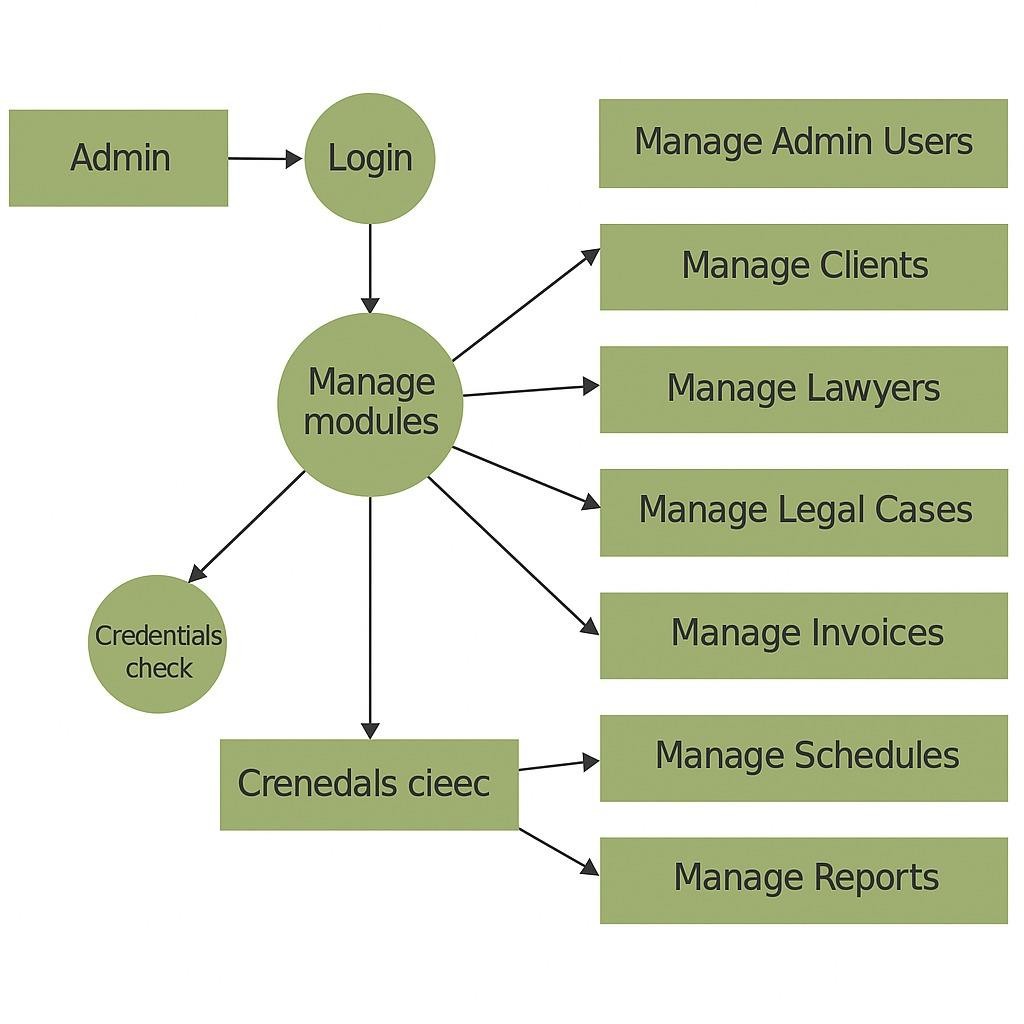 Admin
Login
Manage Admin Users
Manage Clients
Manage
modules
Manage Lawyers
Manage Legal Cases
Credentials
check
Manage Invoices
Crenedals cieec
Manage Schedules
Manage Reports